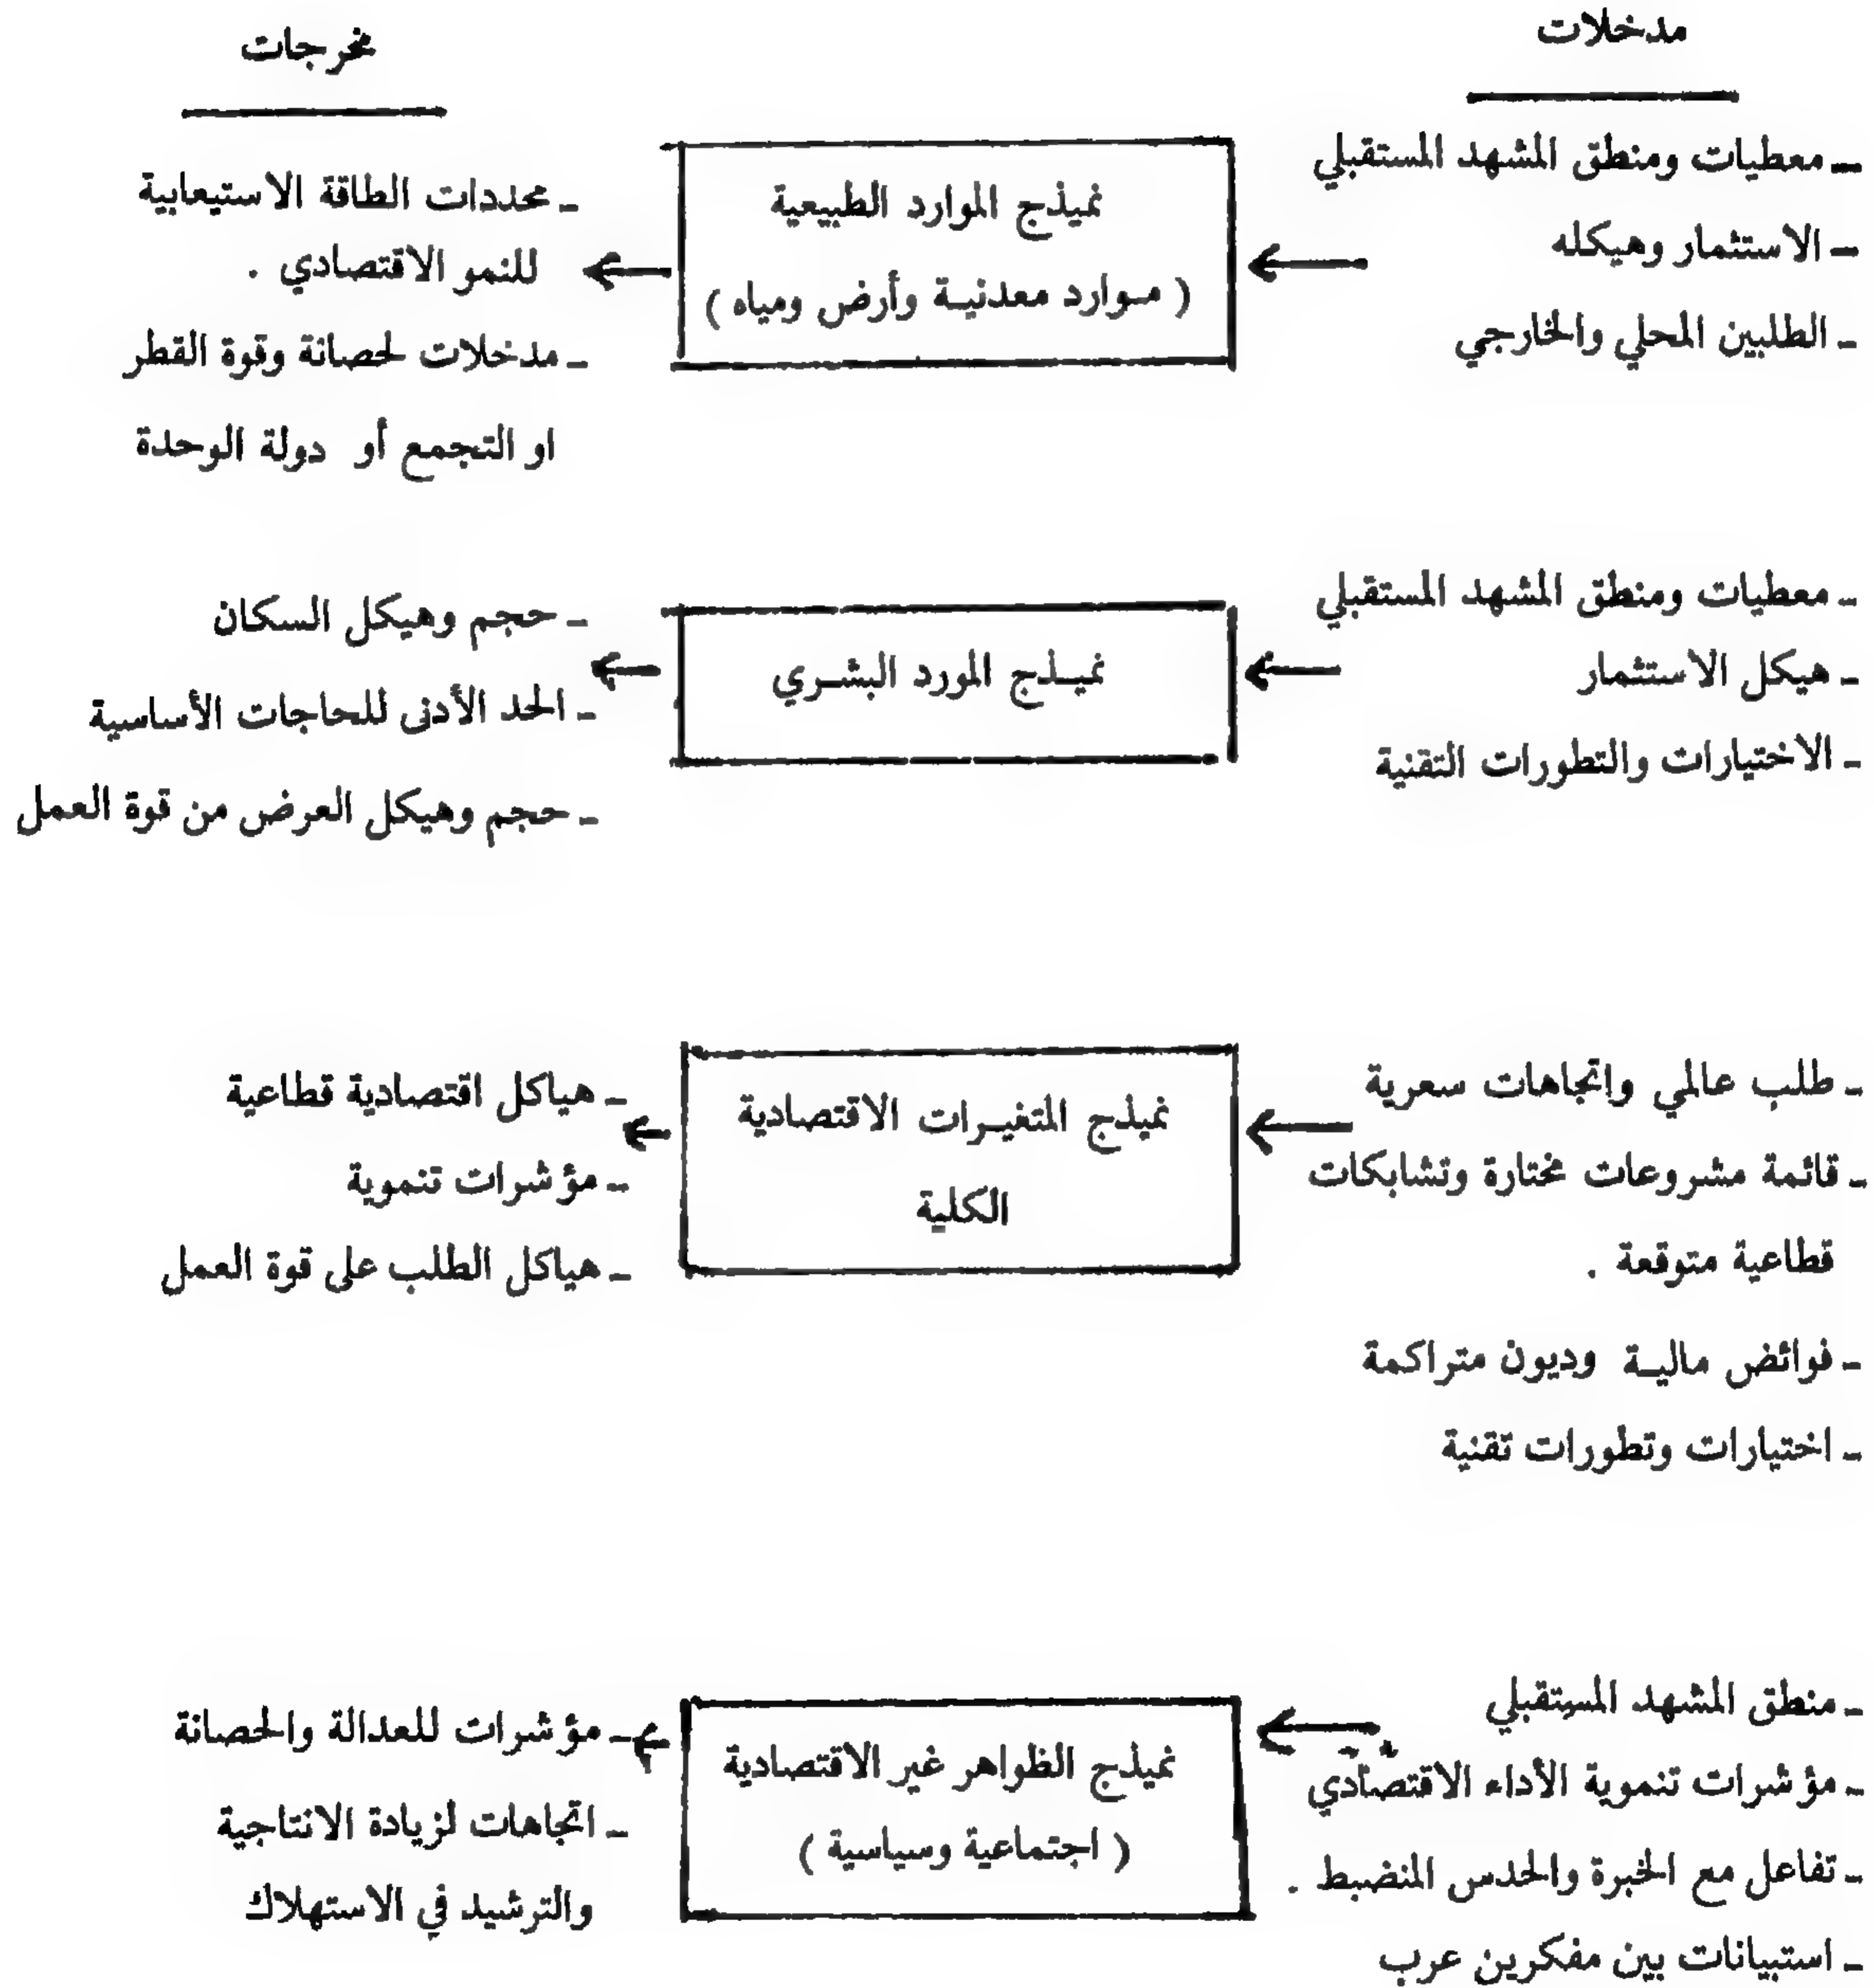 مدخلات
مخرجات
ـ معطيات ومنطق المشهد المستقبلي
ـ الاستثمار وهيكله
ـ الطلبين المحلي والخارجي
نميذج الموارد الطبيعية
( موارد معدنية وأرض ومياه )
ـ محددات الطاقة الاستيعابية
للنمو الاقتصادي .
ـ مدخلات لحصانة وقوة القطر
او التجمع أو دولة الوحدة
ـ معطيات ومنطق المشهد المستقبلي
ـ هيكل الاستثمار
ـ الاختيارات والتطورات التقنية
نميذج المورد البشري
ـ حجم وهيكل السكان
ـ الحد الأدنى للحاجات الأساسية
ـ حجم وهيكل العرض من قوة العمل
ـ طلب عالمي واتجاهات سعرية
ـ قائمة مشروعات مختارة وتشابكات
قطاعية متوقعة .
ـ فوائض مالية وديون متراكمة
ـ اختيارات وتطورات تقنية
نميذج المتغيرات الاقتصادية
الكلية
ـ هياكل اقتصادية قطاعية
ـ مؤشرات تنموية
ـ هياكل الطلب على قوة العمل
ـ منطق المشهد المستقبلي
ـ مؤشرات تنموية الأداء الاقتصادي
ـ تفاعل مع الخبرة والحدس المنضبط .
ـ استبيانات بين مفكرين عرب
نميذج الظواهر غير الاقتصادية
( اجتماعية وسياسية )
ـ مؤشرات للعدالة والحصانة
ـ اتجاهات لزيادة الانتاجية
والترشيد في الاستهلاك